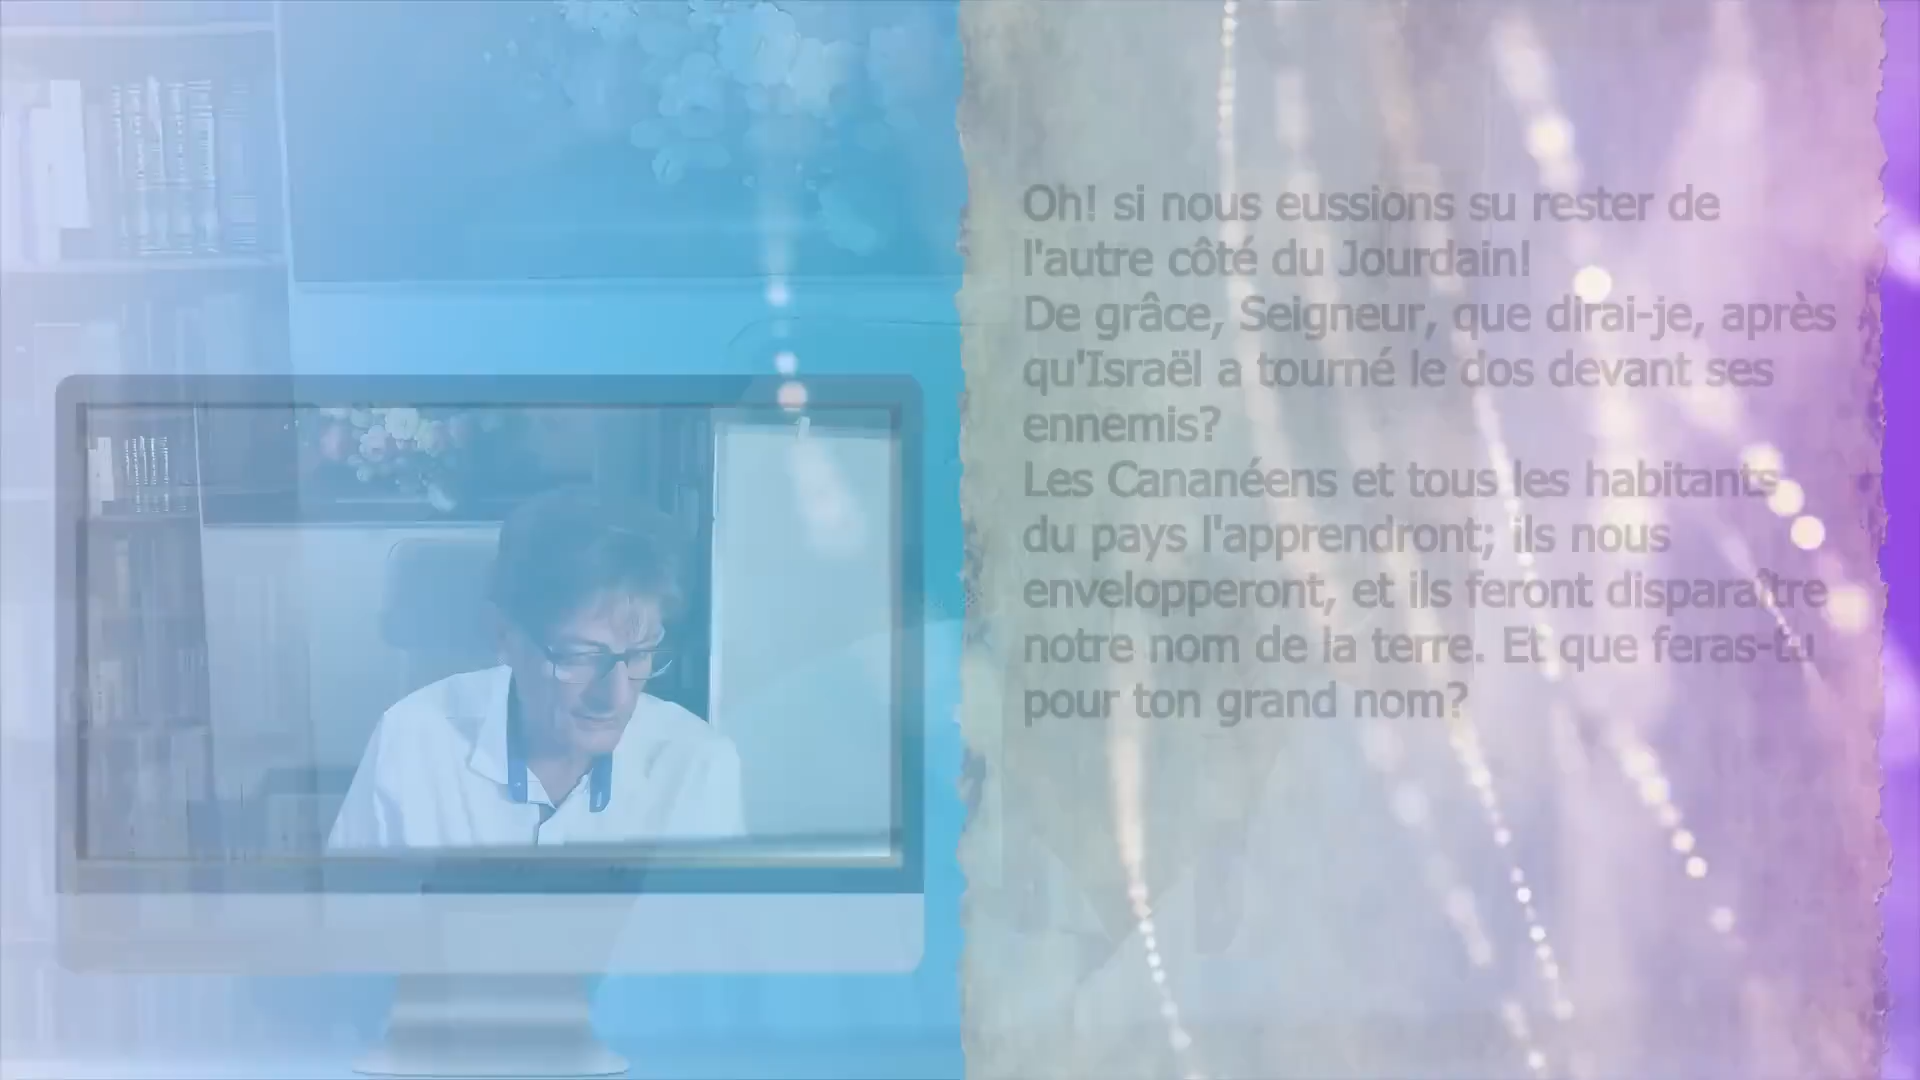 Oh! si nous eussions su rester de
l'autre côté du Jourdain!
De grâce, Seigneur, que dirai-je, après
qu'Israël a tourné le dos devant ses
ennemis?
Les Cananéens et tous les habitants
du pays l'apprendront; ils nous
envelopperont, et ils feront disparaître
notre nom de la terre. Et que feras-tu
pour ton grand nom?